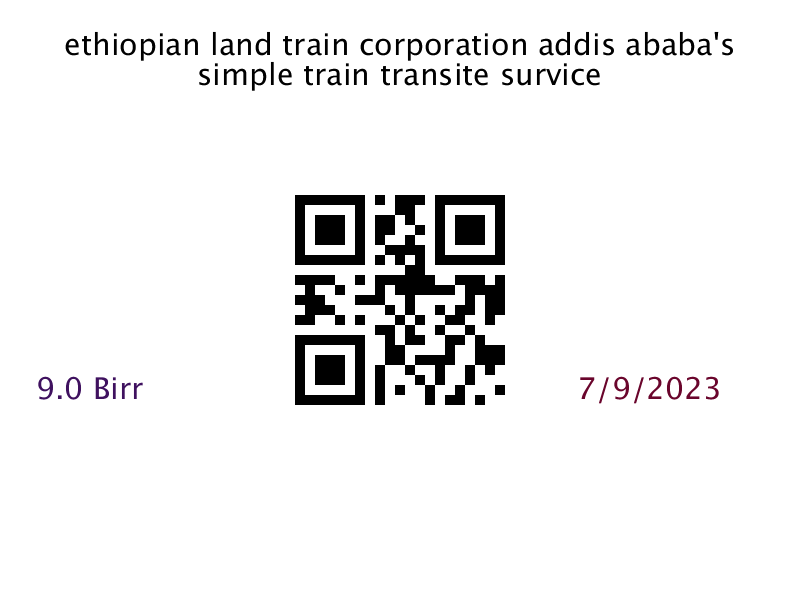 ethiopian land train corporation addis ababa's
simple train transite survice
9.0 Birr
7/9/2023